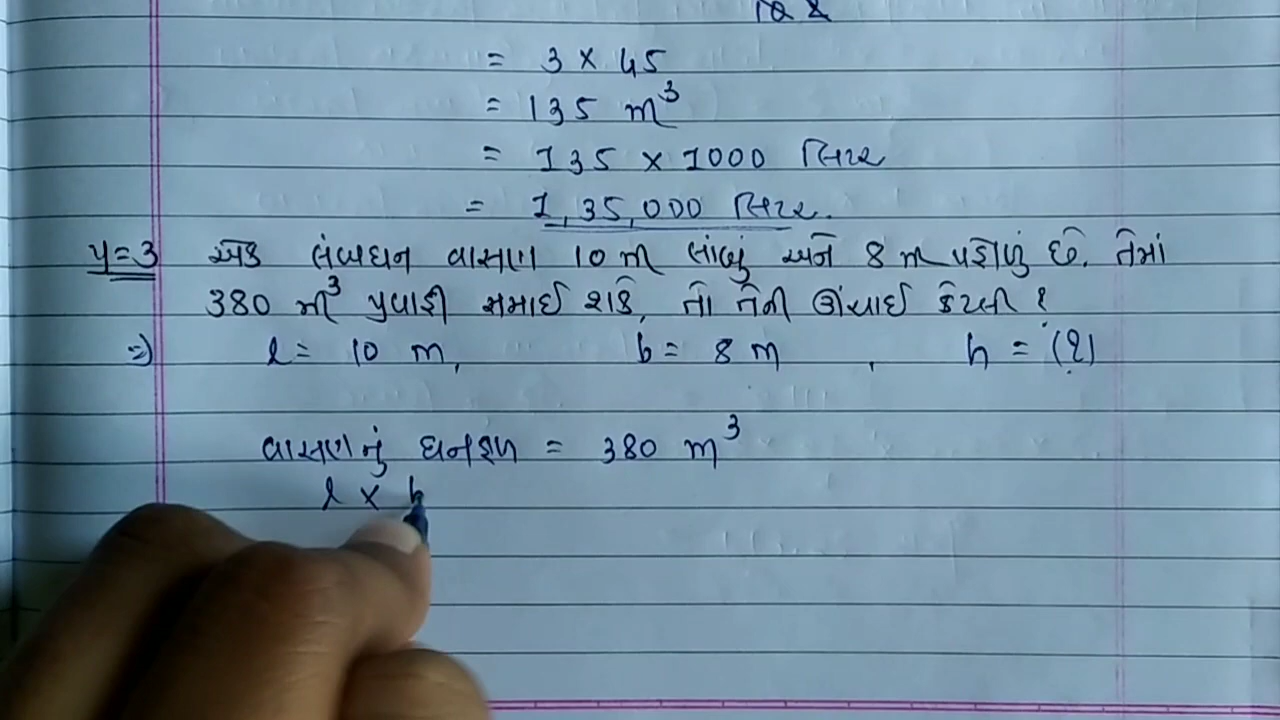 = 3 × 45
= 135 m³
= 135 × 1000 લિટર
= 1,35,000 લિટર.
પ્ર=3 એક લંબઘન વાસણ 10 m લાંબું અને 8 m પહોળું છે. તેમાં
380 મી³ પ્રવાહી સમાઈ શકે, તો તેની ઊંચાઈ કેટલી ?
⇒) l = 10 m, b = 8 m , h = (?)
વાસણનું ઘનફળ = 380 m³
l × b